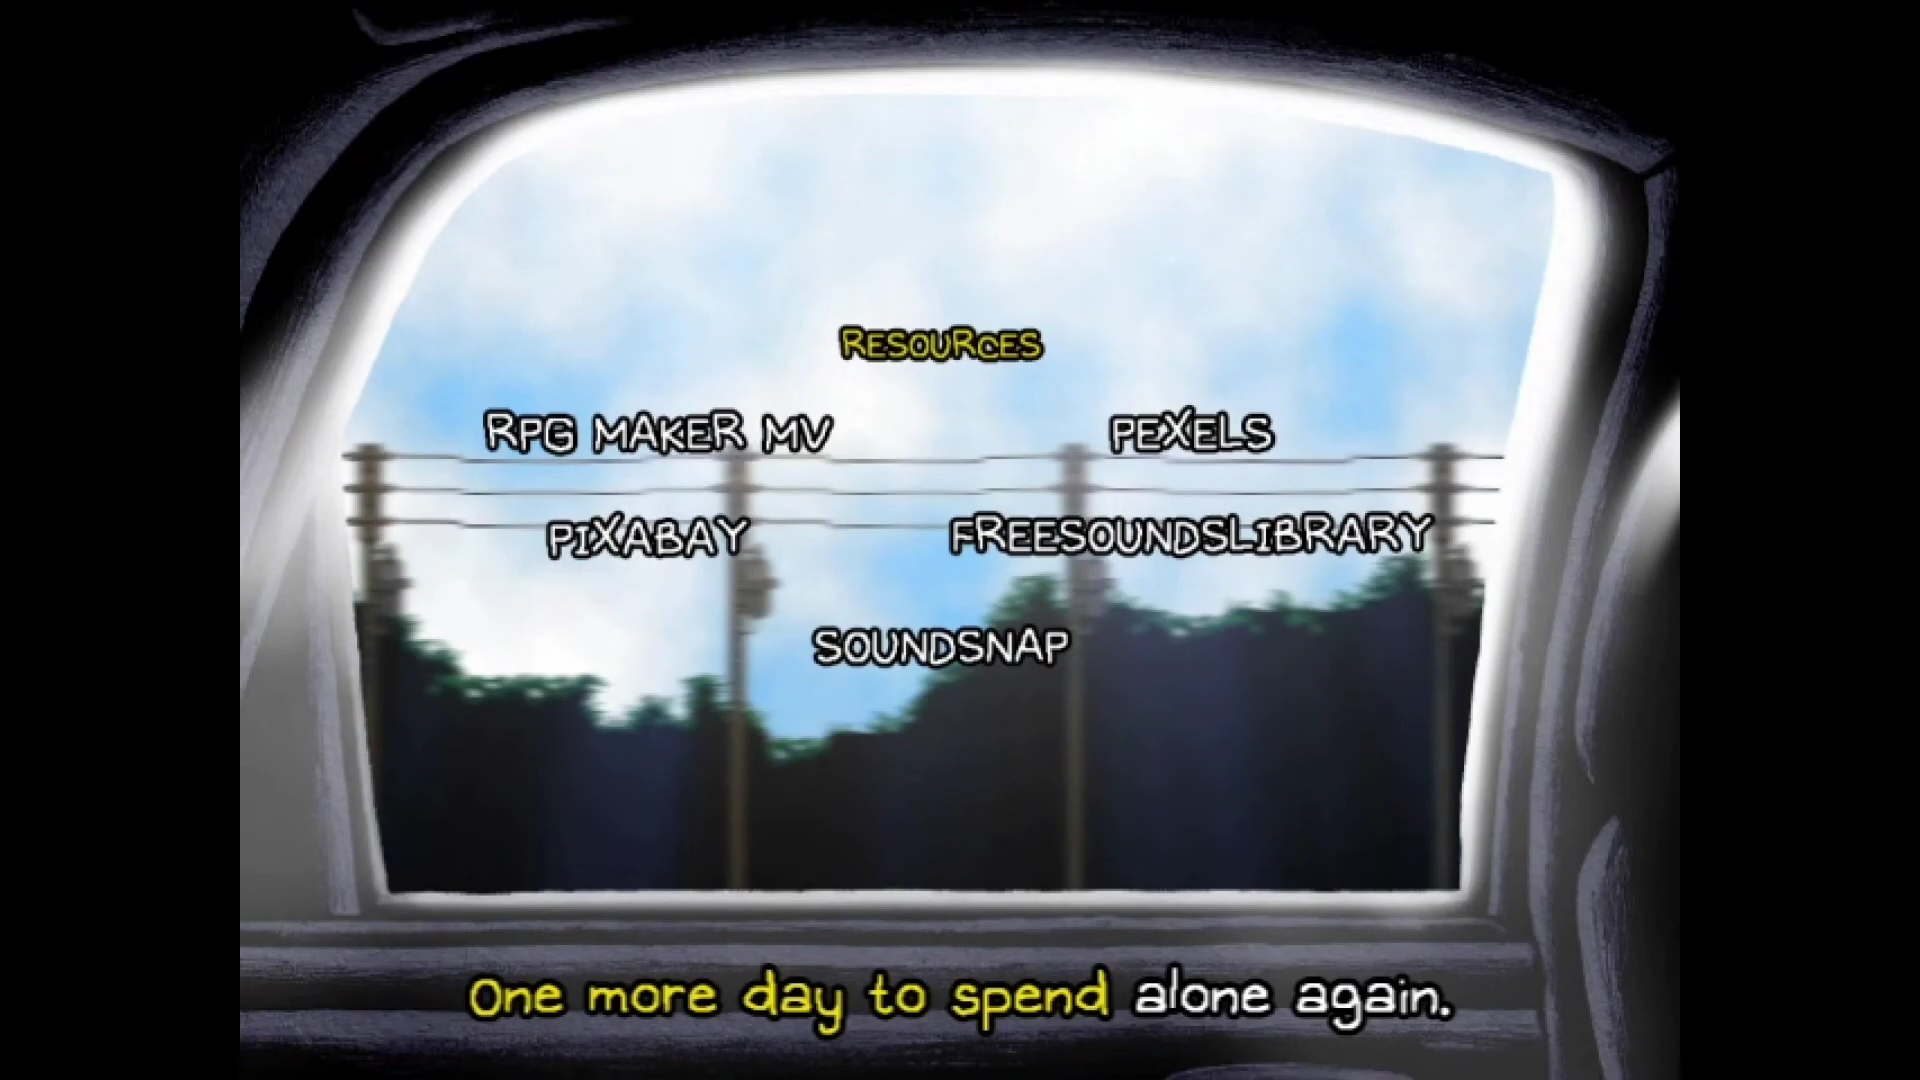 RESOURCES
RPG MAKER MV PEXELS
PIXABAY FREESOUNDSLIBRARY
SOUNDSNAP
One more day to spend alone again.